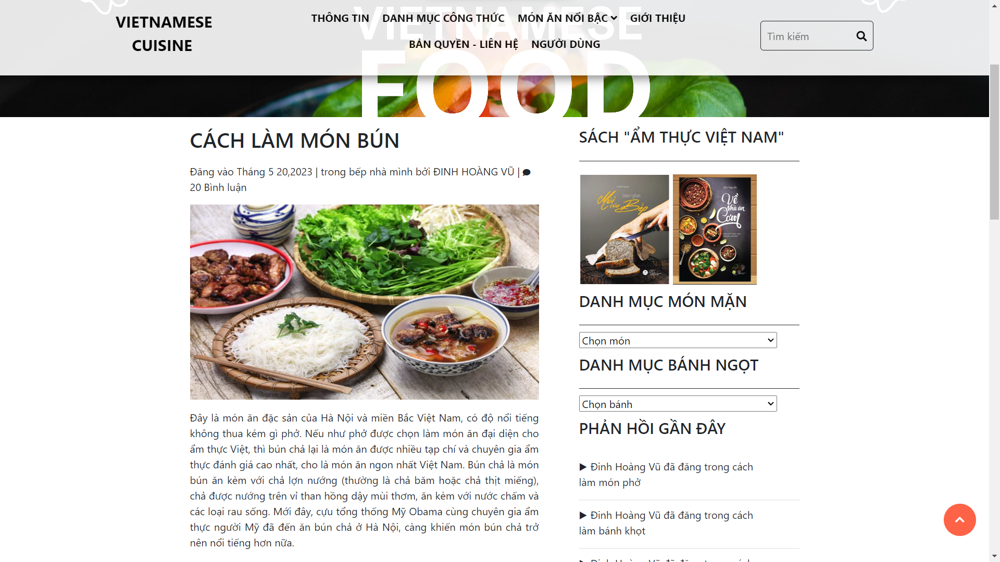 VIETNAMESE
CUISINE
THÔNG TIN
DANH MỤC CÔNG THỨC
MÓN ĂN NỔI BẬC
GIỚI THIỆU
BẢN QUYỀN - LIÊN HỆ
NGƯỜI DÙNG
Tìm kiếm
VIETNAMESE
FOOD
CÁCH LÀM MÓN BÚN
Đăng vào Tháng 5 20,2023 | trong bếp nhà mình bởi ĐINH HOÀNG VŨ |
20 Bình luận
Đây là món ăn đặc sản của Hà Nội và miền Bắc Việt Nam, có độ nổi tiếng
không thua kém gì phở. Nếu như phở được chọn làm món ăn đại diện cho
ẩm thực Việt, thì bún chả lại là món ăn được nhiều tạp chí và chuyên gia ẩm
thực đánh giá cao nhất, cho là món ăn ngon nhất Việt Nam. Bún chả là món
bún ăn kèm với chả lợn nướng (thường là chả băm hoặc chả thịt miếng),
chả được nướng trên vỉ than hồng dậy mùi thơm, ăn kèm với nước chấm và
các loại rau sống. Mới đây, cựu tổng thống Mỹ Obama cùng chuyên gia ẩm
thực người Mỹ đã đến ăn bún chả ở Hà Nội, càng khiến món bún chả trở
nên nổi tiếng hơn nữa.
SÁCH "ẨM THỰC VIỆT NAM"
Bakingfun
Mùi
của Bếp
Đức Nguyễn
Về
Nhà ăn
Cơm
DANH MỤC MÓN MẶN
Chọn món
DANH MỤC BÁNH NGỌT
Chọn bánh
PHẢN HỒI GẦN ĐÂY
▶ Đinh Hoàng Vũ đã đăng trong cách
làm món phở
▶ Đinh Hoàng Vũ đã đăng trong cách
làm bánh khọt
▶ Đinh Hoàng Vũ đã đăng trong cách